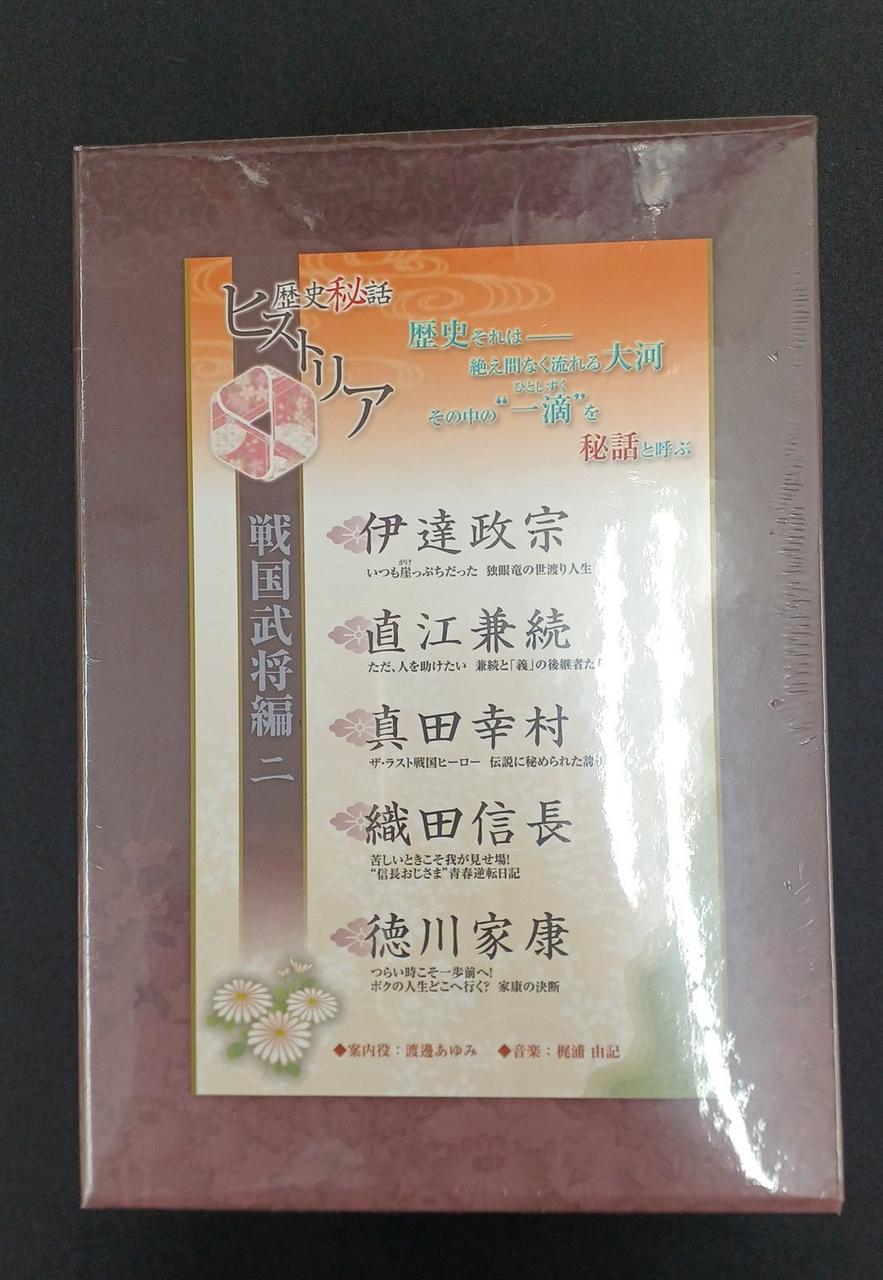 歴史秘話
ヒストリア
歴史それは――
絶え間なく流れる大河
ひとしずく
その中の“一滴”を
秘話と呼ぶ
戦国武将編 二
伊達政宗
がけ
いつも崖っぷちだった 独眼竜の世渡り人生
直江兼続
ただ、人を助けたい 兼続と「義」の後継者た
真田幸村
ザ・ラスト戦国ヒーロー 伝説に秘められた誇り
織田信長
苦しいときこそ我が見せ場!
“信長おじさま”青春逆転日記
徳川家康
つらい時こそ一歩前へ!
ボクの人生どこへ行く? 家康の決断
◆案内役:渡邊あゆみ ◆音楽:梶浦 由記